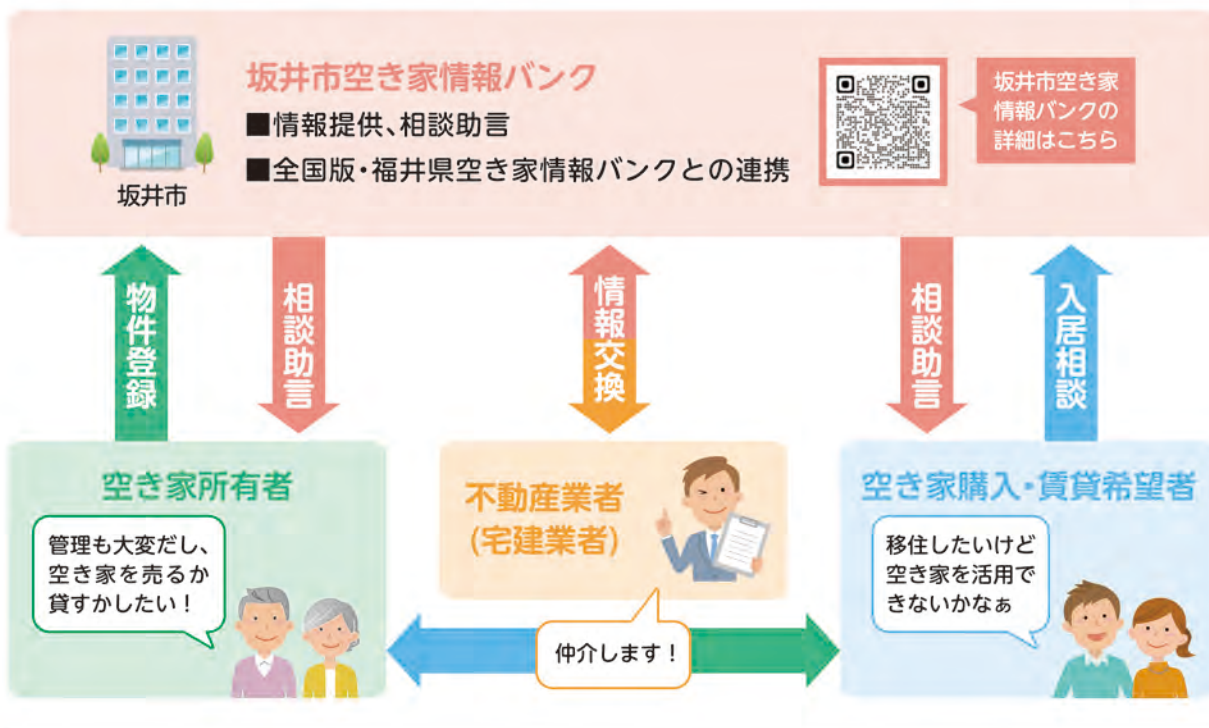 坂井市空き家情報バンク
■情報提供、相談助言
■全国版・福井県空き家情報バンクとの連携
坂井市
坂井市空き家
情報バンクの
詳細はこちら
物件登録
相談助言
情報交換
相談助言
入居相談
空き家所有者
管理も大変だし、
空き家を売るか
貸すかしたい！
不動産業者
(宅建業者)
仲介します！
空き家購入・賃貸希望者
移住したいけど
空き家を活用で
きないかなぁ